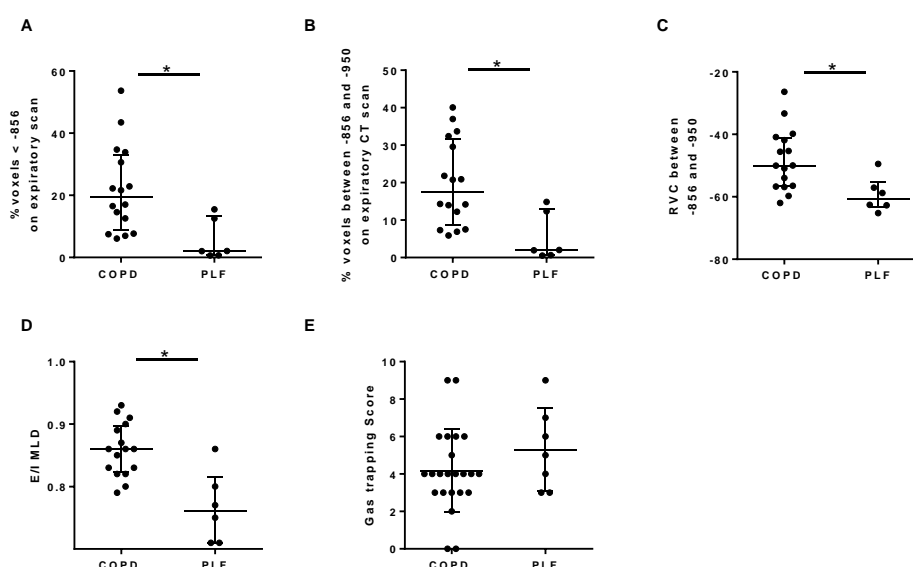 A
B
C
%voxels < -856
on expiratory scan
60
40
20
0
*
COPD
PLF
% voxels between -856 and -950
on expiratory CT scan
50
40
30
20
10
0
*
COPD
PLF
RVC between
-856 and -950
-20
-40
-60
-80
*
COPD
PLF
D
E
E/I MLD
1.0
0.9
0.8
*
COPD
PLF
Gas trapping Score
10
8
6
4
2
0
COPD
PLF